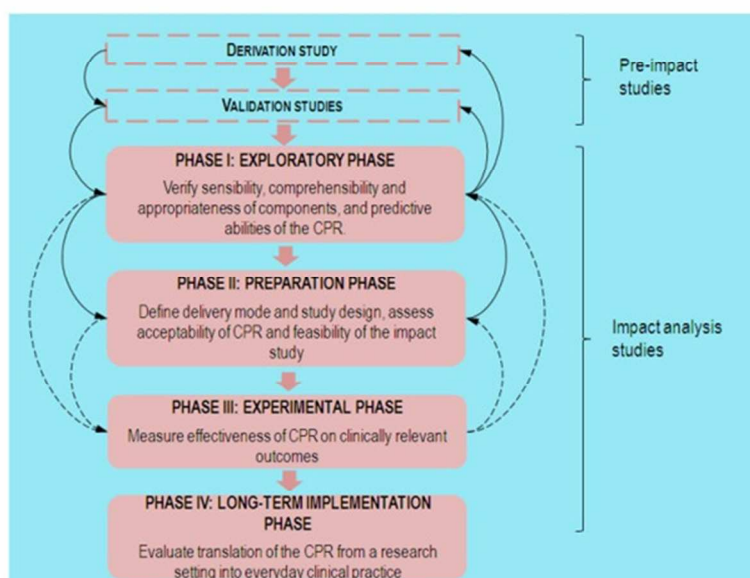 DERIVATION STUDY
VALIDATION STUDIES
PHASE I: EXPLORATORY PHASE
Verify sensibility, comprehensibility and
appropriateness of components, and predictive
abilities of the CPR.
PHASE II: PREPARATION PHASE
Define delivery mode and study design, assess
acceptability of CPR and feasibility of the impact
study
PHASE III: EXPERIMENTAL PHASE
Measure effectiveness of CPR on clinically relevant
outcomes
PHASE IV: LONG-TERM IMPLEMENTATION
PHASE
Evaluate translation of the CPR from a research
setting into everyday clinical practice
Pre-impact
studies
Impact analysis
studies